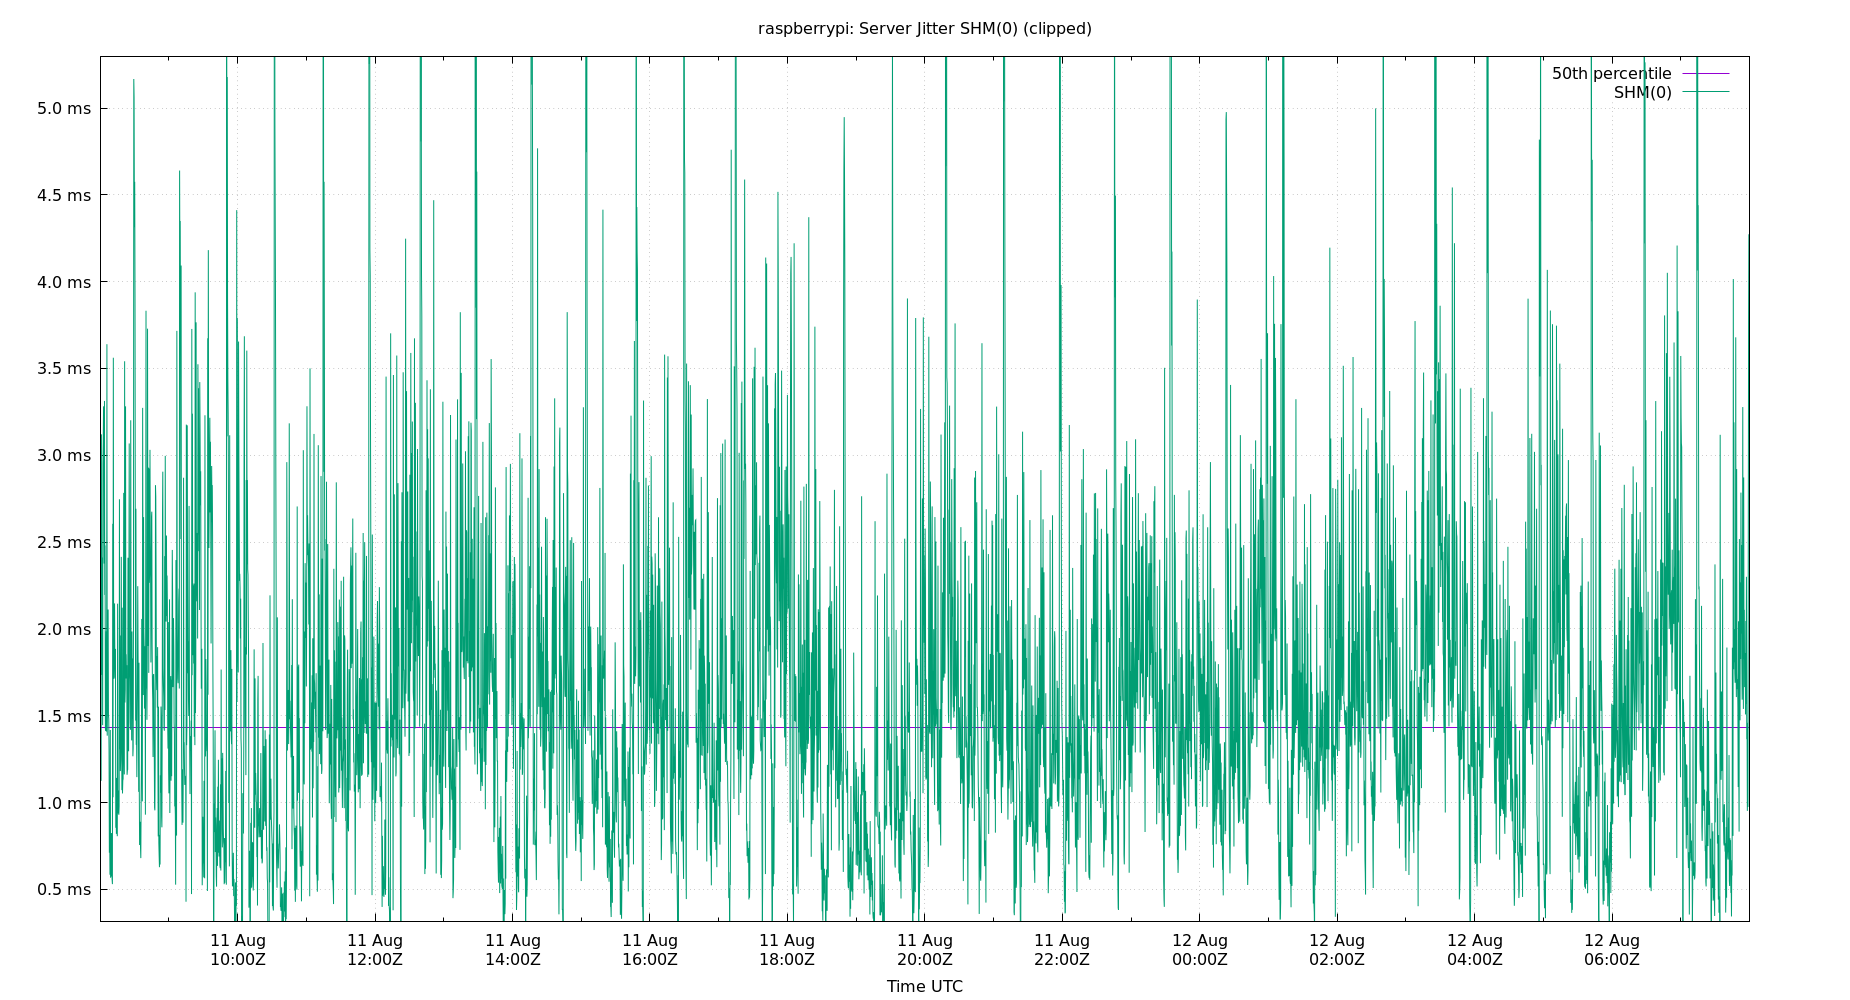 raspberrypi: Server Jitter SHM(0) (clipped)
50th percentile
SHM(0)
5.0 ms
4.5 ms
4.0 ms
3.5 ms
3.0 ms
2.5 ms
2.0 ms
1.5 ms
1.0 ms
0.5 ms
11 Aug 11 Aug 11 Aug 11 Aug 11 Aug 11 Aug 11 Aug 12 Aug 12 Aug 12 Aug 12 Aug
10:00Z 12:00Z 14:00Z 16:00Z 18:00Z 20:00Z 22:00Z 00:00Z 02:00Z 04:00Z 06:00Z
Time UTC